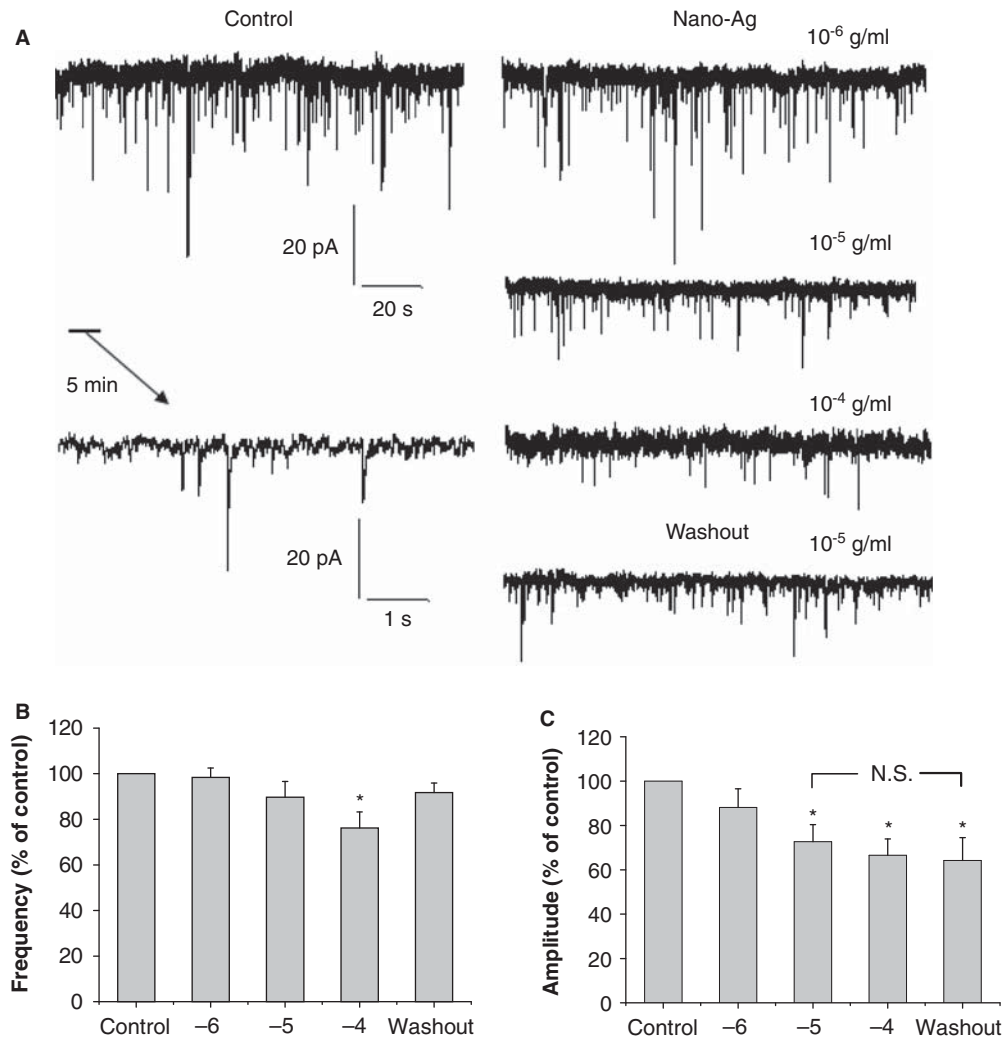 A
Control
Nano-Ag
10⁻⁶ g/ml
20 pA
20 s
10⁻⁵ g/ml
5 min
10⁻⁴ g/ml
20 pA
1 s
Washout
10⁻⁵ g/ml
B
Frequency (% of control)
120
100
80
60
40
20
0
*
Control
–6
–5
–4
Washout
C
Amplitude (% of control)
120
100
80
60
40
20
0
N.S.
* * *
Control
–6
–5
–4
Washout